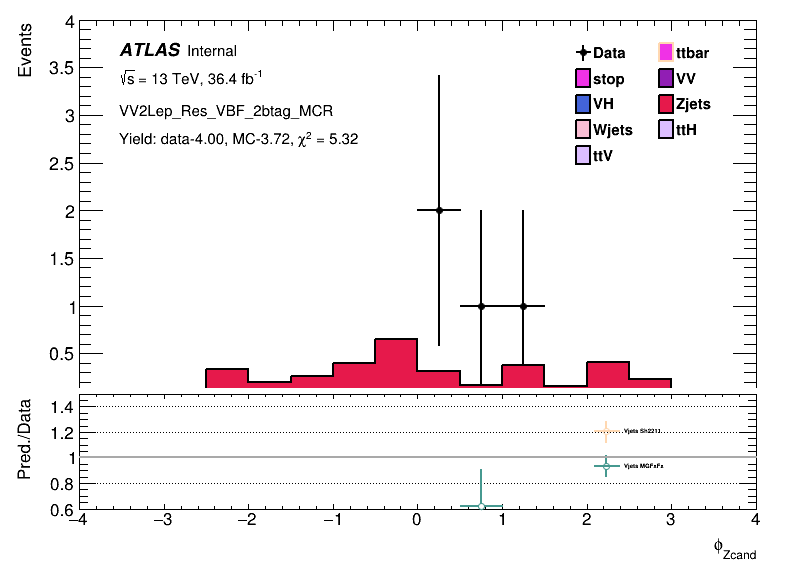 Events
4
3.5
3
2.5
2
1.5
1
0.5
ATLAS Internal
√s = 13 TeV, 36.4 fb⁻¹
VV2Lep_Res_VBF_2btag_MCR
Yield: data-4.00, MC-3.72, χ² = 5.32
Data
ttbar
stop
VV
VH
Zjets
Wjets
ttH
ttV
Pred./Data
1.4
1.2
1
0.8
0.6
Vjets Sh2211
Vjets MGFxFx
−4 −3 −2 −1 0 1 2 3 4
ϕZcand